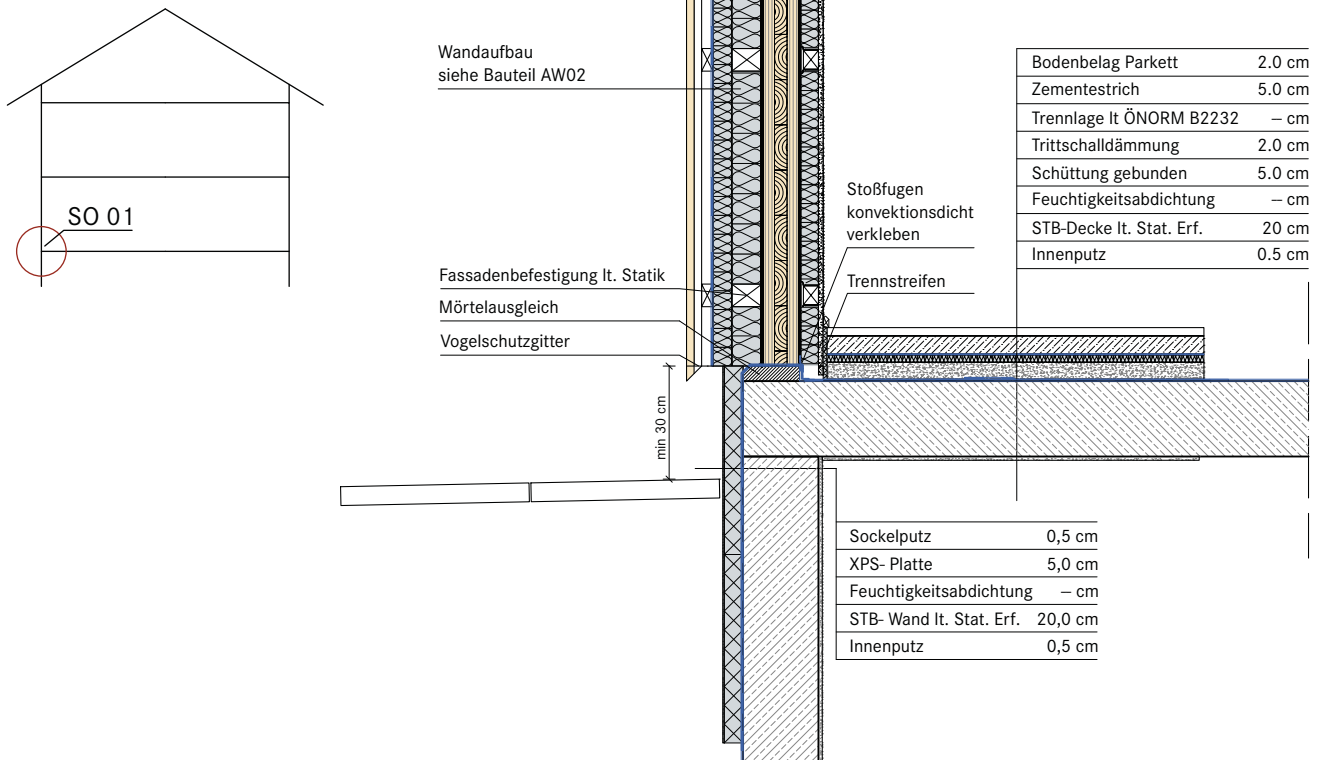 SO 01
Wandaufbau
siehe Bauteil AW02
Fassadenbefestigung lt. Statik
Mörtelausgleich
Vogelschutzgitter
min 30 cm
Stoßfugen
konvektionsdicht
verkleben
Trennstreifen
Bodenbelag Parkett 2.0 cm
Zementestrich 5.0 cm
Trennlage lt ÖNORM B2232 – cm
Trittschalldämmung 2.0 cm
Schüttung gebunden 5.0 cm
Feuchtigkeitsabdichtung – cm
STB-Decke lt. Stat. Erf. 20 cm
Innenputz 0.5 cm
Sockelputz 0,5 cm
XPS- Platte 5,0 cm
Feuchtigkeitsabdichtung – cm
STB- Wand lt. Stat. Erf. 20,0 cm
Innenputz 0,5 cm